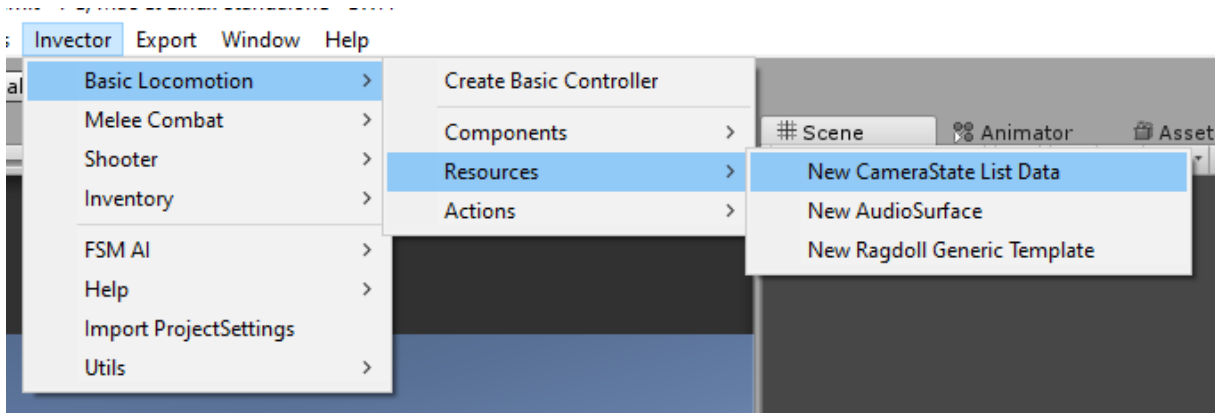 Invector Export Window Help
Basic Locomotion
Melee Combat
Shooter
Inventory
FSM AI
Help
Import ProjectSettings
Utils
Create Basic Controller
Components
Resources
Actions
Scene Animator Asset
New CameraState List Data
New AudioSurface
New Ragdoll Generic Template